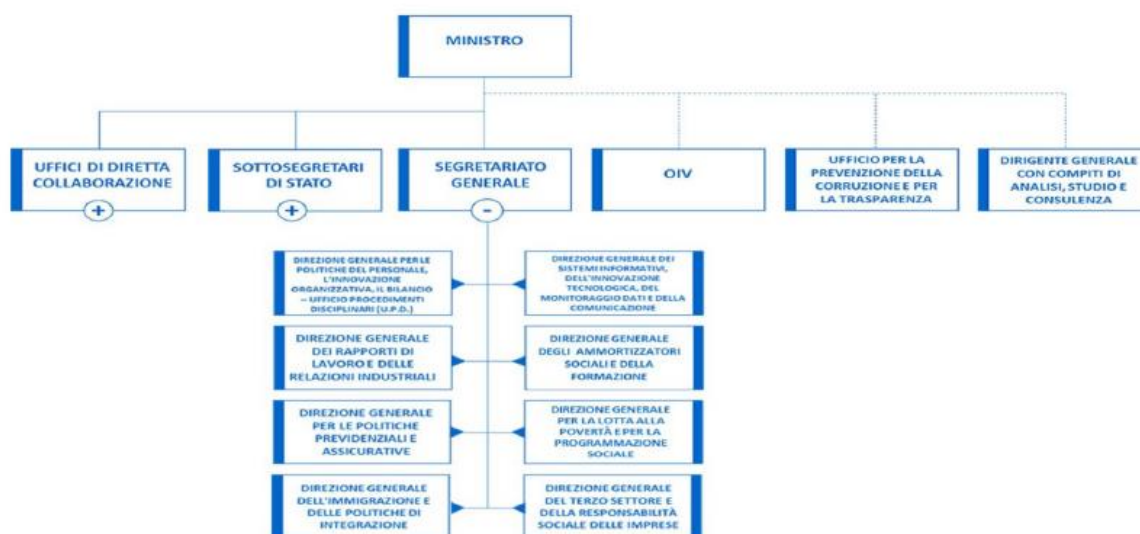 MINISTRO
UFFICI DI DIRETTA
COLLABORAZIONE
+
SOTTOSEGRETARI
DI STATO
+
SEGRETARIATO
GENERALE
-
OIV
UFFICIO PER LA
PREVENZIONE DELLA
CORRUZIONE E PER
LA TRASPARENZA
DIRIGENTE GENERALE
CON COMPITI DI
ANALISI, STUDIO E
CONSULENZA
DIREZIONE GENERALE PER LE
POLITICHE DEL PERSONALE,
L'INNOVAZIONE
ORGANIZZATIVA, IL BILANCIO
– UFFICIO PROCEDIMENTI
DISCIPLINARI (U.P.D.)
DIREZIONE GENERALE DEI
SISTEMI INFORMATIVI,
DELL'INNOVAZIONE
TECNOLOGICA, DEL
MONITORAGGIO DATI E DELLA
COMUNICAZIONE
DIREZIONE GENERALE
DEI RAPPORTI DI
LAVORO E DELLE
RELAZIONI INDUSTRIALI
DIREZIONE GENERALE
DEGLI AMMORTIZZATORI
SOCIALI E DELLA
FORMAZIONE
DIREZIONE GENERALE
PER LE POLITICHE
PREVIDENZIALI E
ASSICURATIVE
DIREZIONE GENERALE
PER LA LOTTA ALLA
POVERTÀ E PER LA
PROGRAMMAZIONE
SOCIALE
DIREZIONE GENERALE
DELL'IMMIGRAZIONE E
DELLE POLITICHE DI
INTEGRAZIONE
DIREZIONE GENERALE
DEL TERZO SETTORE E
DELLA RESPONSABILITÀ
SOCIALE DELLE IMPRESE